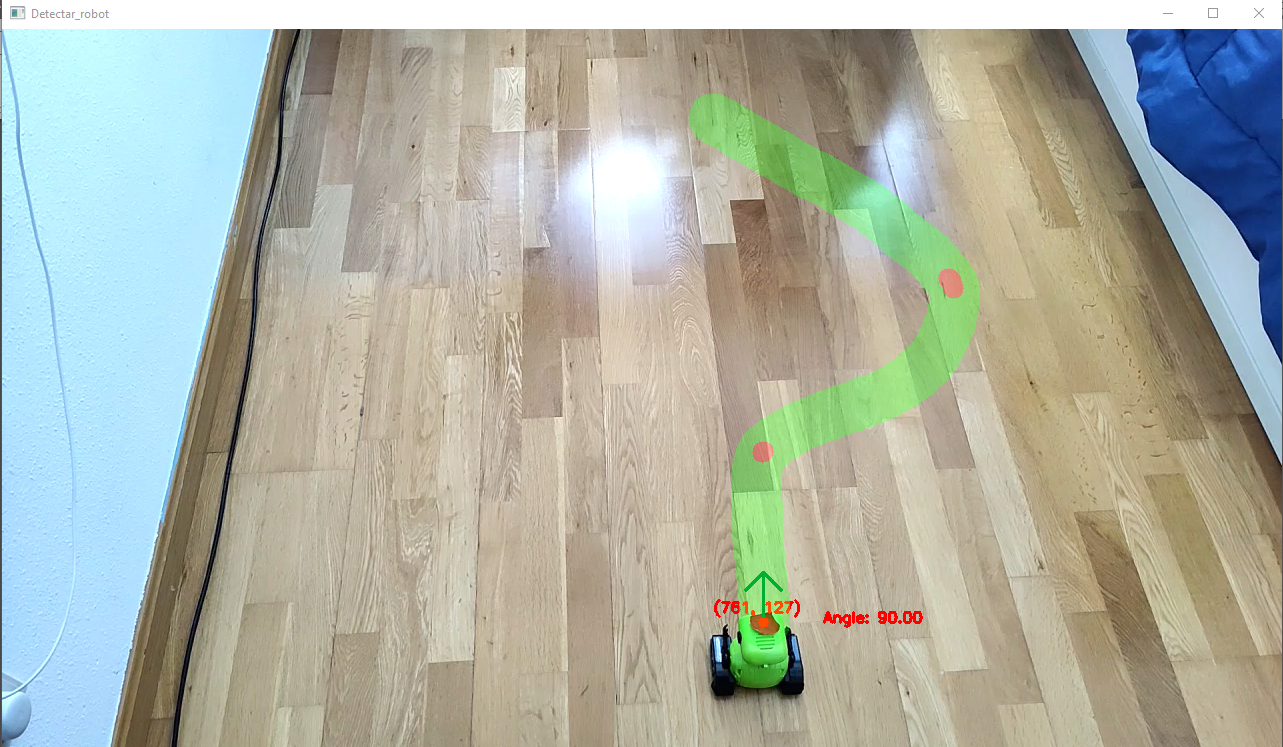 Detectar_robot
(761, 127)
Angle: 90.00